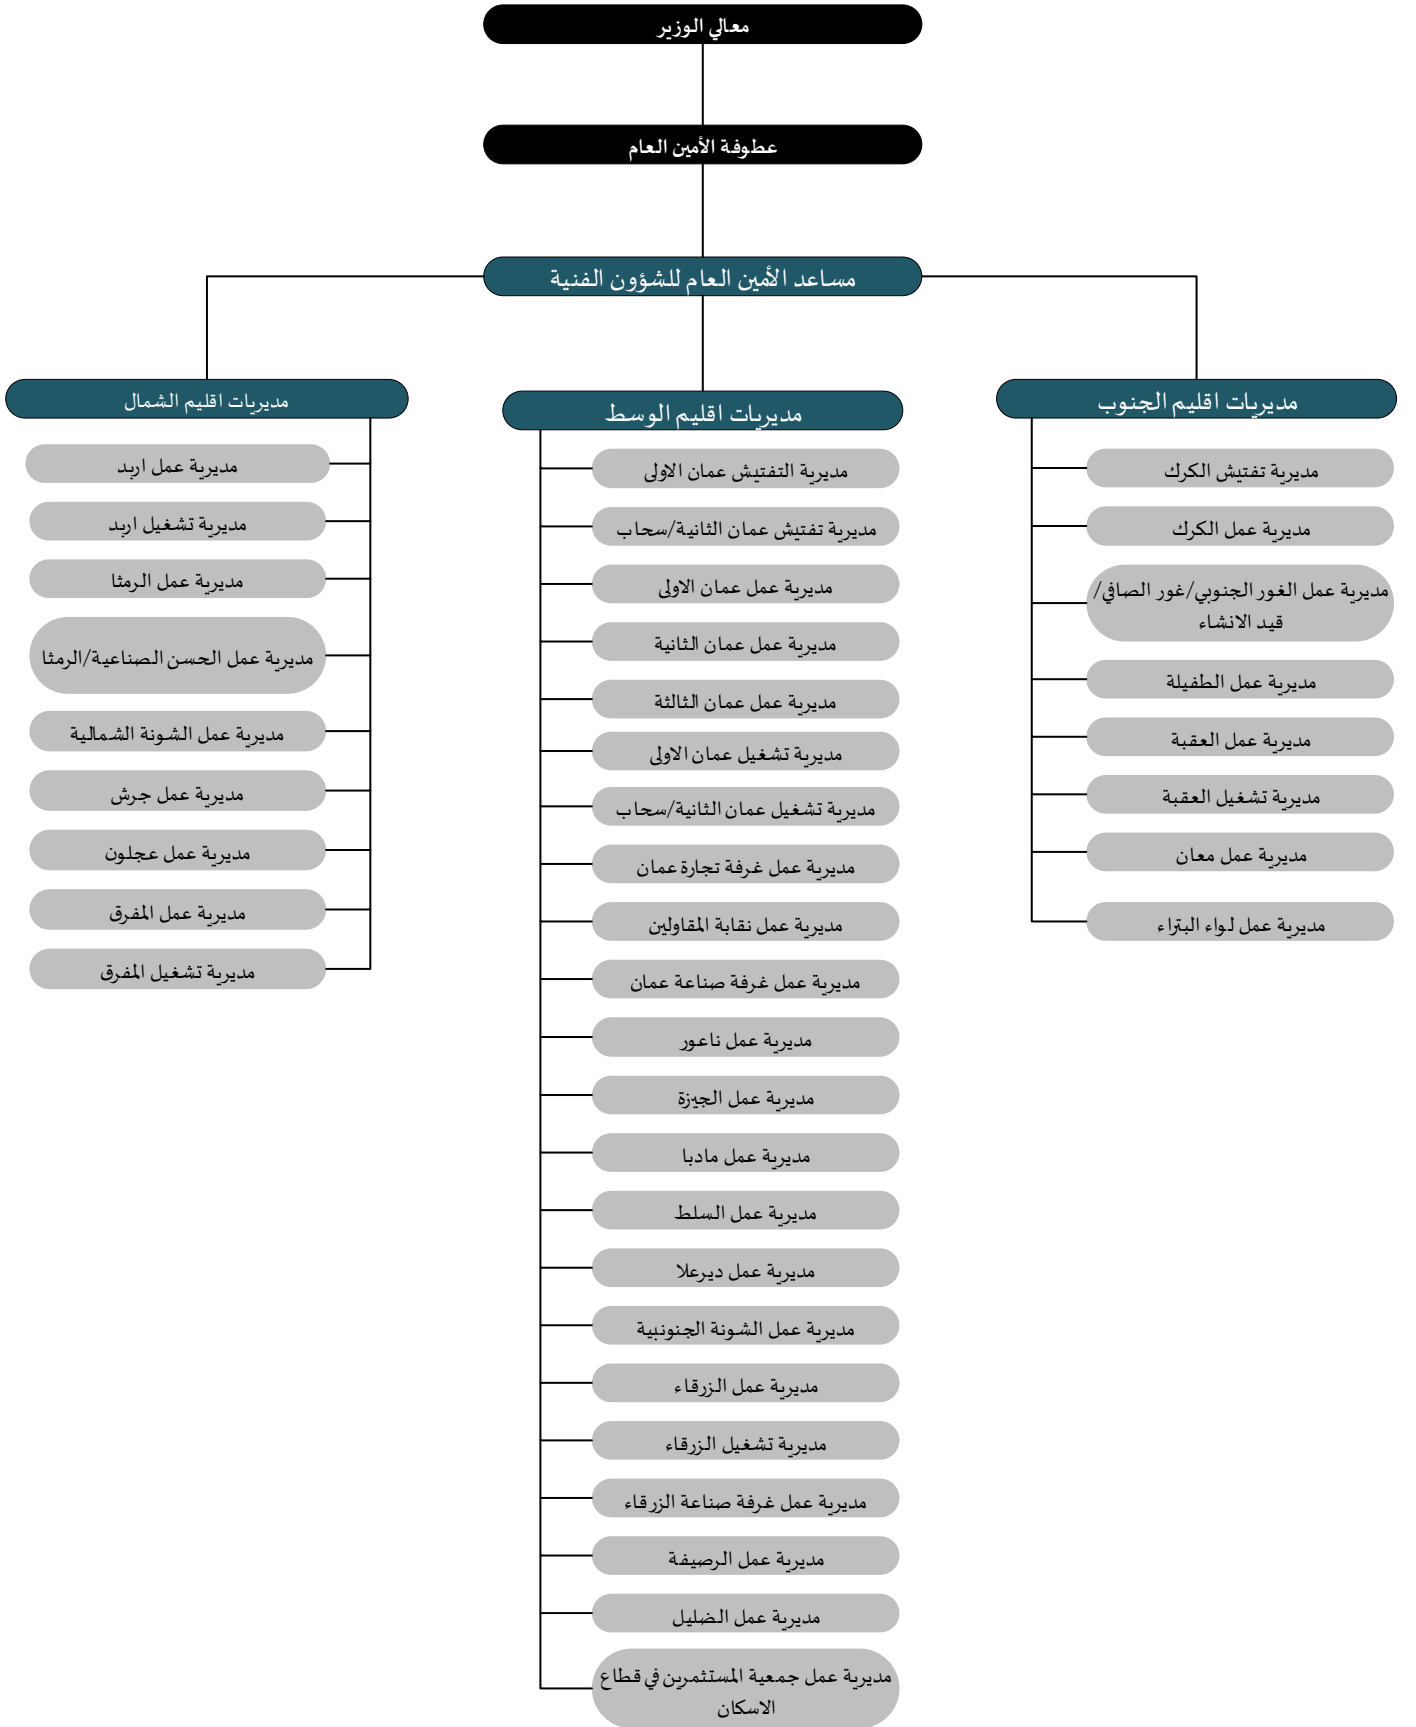 معالي الوزير
عطوفة الأمين العام
مساعد الأمين العام للشؤون الفنية
مديريات اقليم الجنوب
مديرية تفتيش الكرك
مديرية عمل الكرك
مديرية عمل الغور الجنوبي/غور الصافي/
قيد الانشاء
مديرية عمل الطفيلة
مديرية عمل العقبة
مديرية تشغيل العقبة
مديرية عمل معان
مديرية عمل لواء البتراء
مديريات اقليم الوسط
مديرية التفتيش عمان الاولى
مديرية تفتيش عمان الثانية/سحاب
مديرية عمل عمان الاولى
مديرية عمل عمان الثانية
مديرية عمل عمان الثالثة
مديرية تشغيل عمان الاولى
مديرية تشغيل عمان الثانية/سحاب
مديرية عمل غرفة تجارة عمان
مديرية عمل نقابة المقاولين
مديرية عمل غرفة صناعة عمان
مديرية عمل ناعور
مديرية عمل الجيزة
مديرية عمل مادبا
مديرية عمل السلط
مديرية عمل ديرعلا
مديرية عمل الشونة الجنونبية
مديرية عمل الزرقاء
مديرية تشغيل الزرقاء
مديرية عمل غرفة صناعة الزرقاء
مديرية عمل الرصيفة
مديرية عمل الضليل
مديرية عمل جمعية المستثمرين في قطاع
الاسكان
مديريات اقليم الشمال
مديرية عمل اربد
مديرية تشغيل اربد
مديرية عمل الرمثا
مديرية عمل الحسن الصناعية/الرمثا
مديرية عمل الشونة الشمالية
مديرية عمل جرش
مديرية عمل عجلون
مديرية عمل المفرق
مديرية تشغيل المفرق